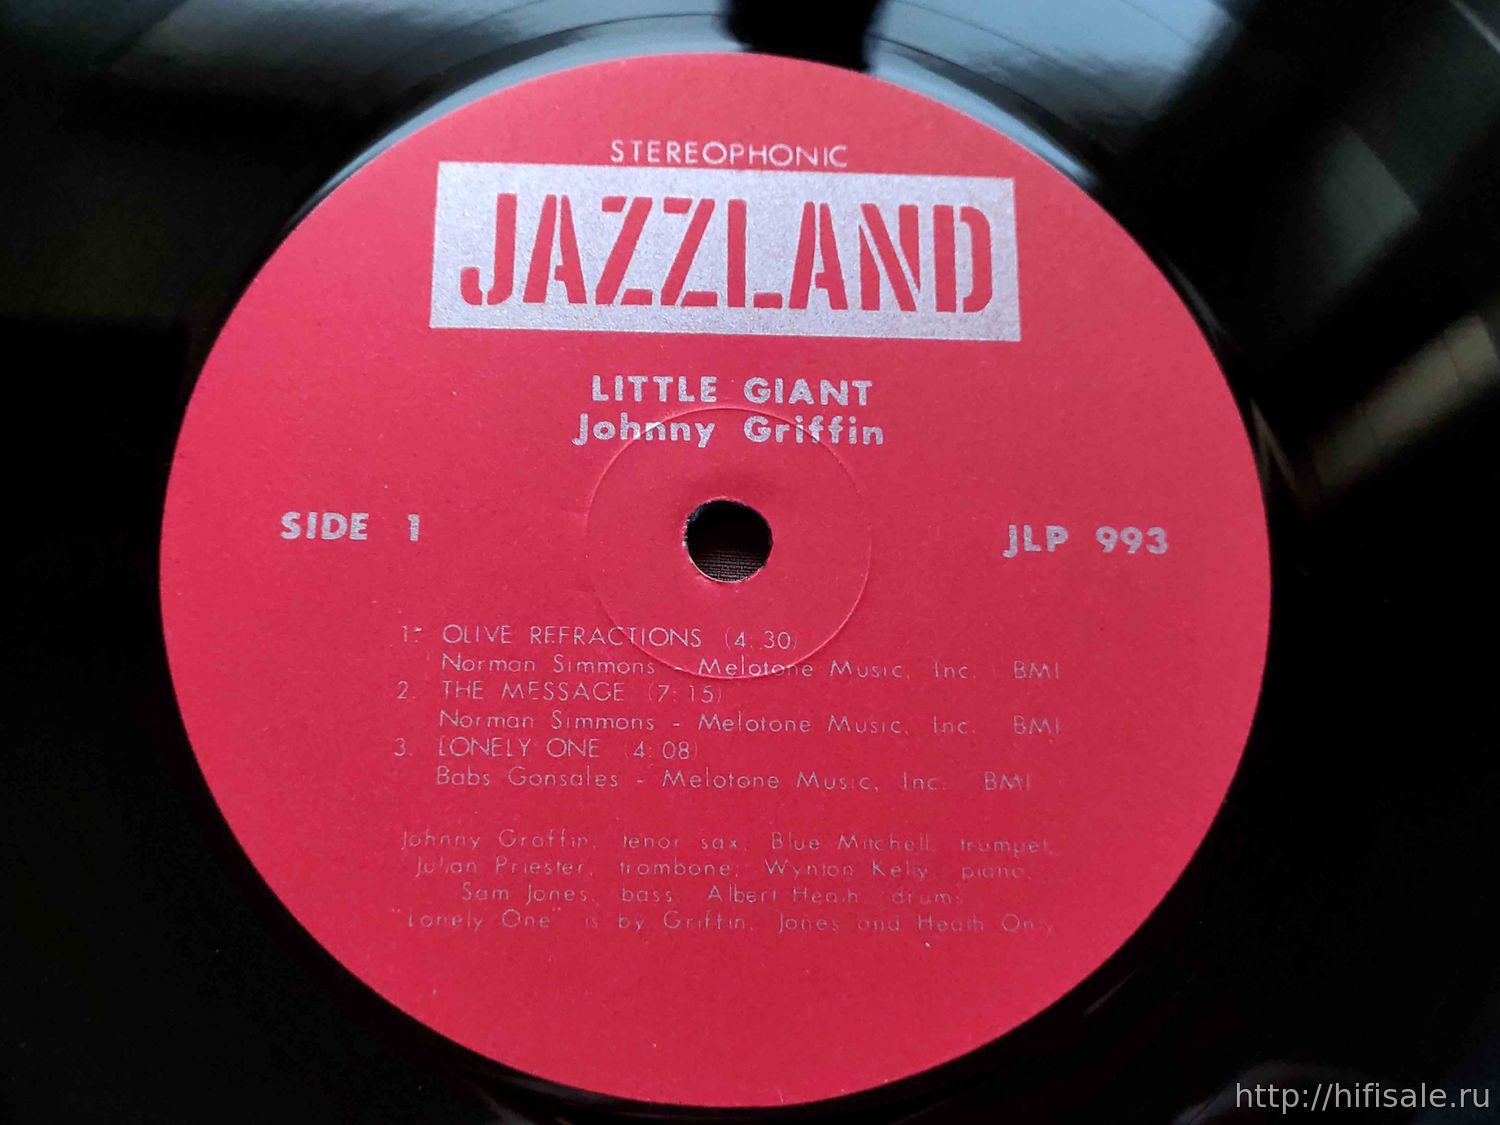 STEREOPHONIC
JAZZLAND
LITTLE GIANT
Johnny Griffin
SIDE 1
JLP 993
1. OLIVE REFRACTIONS (4:30)
Norman Simmons - Melotone Music, Inc. BMI
2. THE MESSAGE (7:15)
Norman Simmons - Melotone Music, Inc. BMI
3. LONELY ONE (4:08)
Babs Gonsales - Melotone Music, Inc. BMI
Johnny Groffin, tenor sax, Blue Mitchell, trumpet,
Julian Priester, trombone; Wynton Kelly, piano,
Sam Jones, bass, Albert Heath, drums
"Lonely One" is by Griffin, Jones and Heath Only
http://hifisale.ru